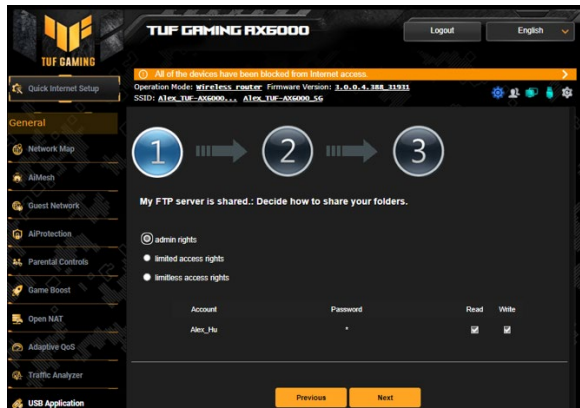 TUF GAMING
TUF GAMING AX6000
Logout
English
All of the devices have been blocked from Internet access.
Quick Internet Setup
Operation Mode: Wireless router Firmware Version: 3.0.0.4.388_31931
SSID: Alex_TUF-AX6000... Alex_TUF-AX6000_5G
General
Network Map
AiMesh
Guest Network
AiProtection
Parental Controls
Game Boost
Open NAT
Adaptive QoS
Traffic Analyzer
USB Application
1 2 3
My FTP server is shared.: Decide how to share your folders.
admin rights
limited access rights
limitless access rights
Account Password Read Write
Alex_Hu *
Previous Next